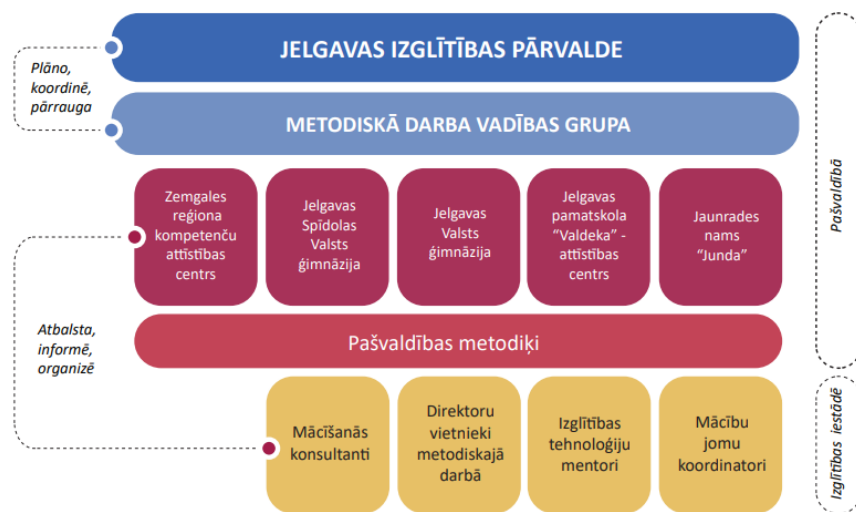 JELGAVAS IZGLĪTĪBAS PĀRVALDE
Plāno,
koordinē,
pārrauga
METODISKĀ DARBA VADĪBAS GRUPA
Zemgales
reģiona
kompetenču
attīstības
centrs
Jelgavas
Spīdolas
Valsts
ģimnāzija
Jelgavas
Valsts
ģimnāzija
Jelgavas
pamatskola
“Valdeka” -
attīstības
centrs
Jaunrades
nams
“Junda”
Pašvaldībā
Atbalsta,
informē,
organizē
Pašvaldības metodiķi
Mācīšanās
konsultanti
Direktoru
vietnieki
metodiskajā
darbā
Izglītības
tehnoloģiju
mentori
Mācību
jomu
koordinatori
Izglītības iestādē